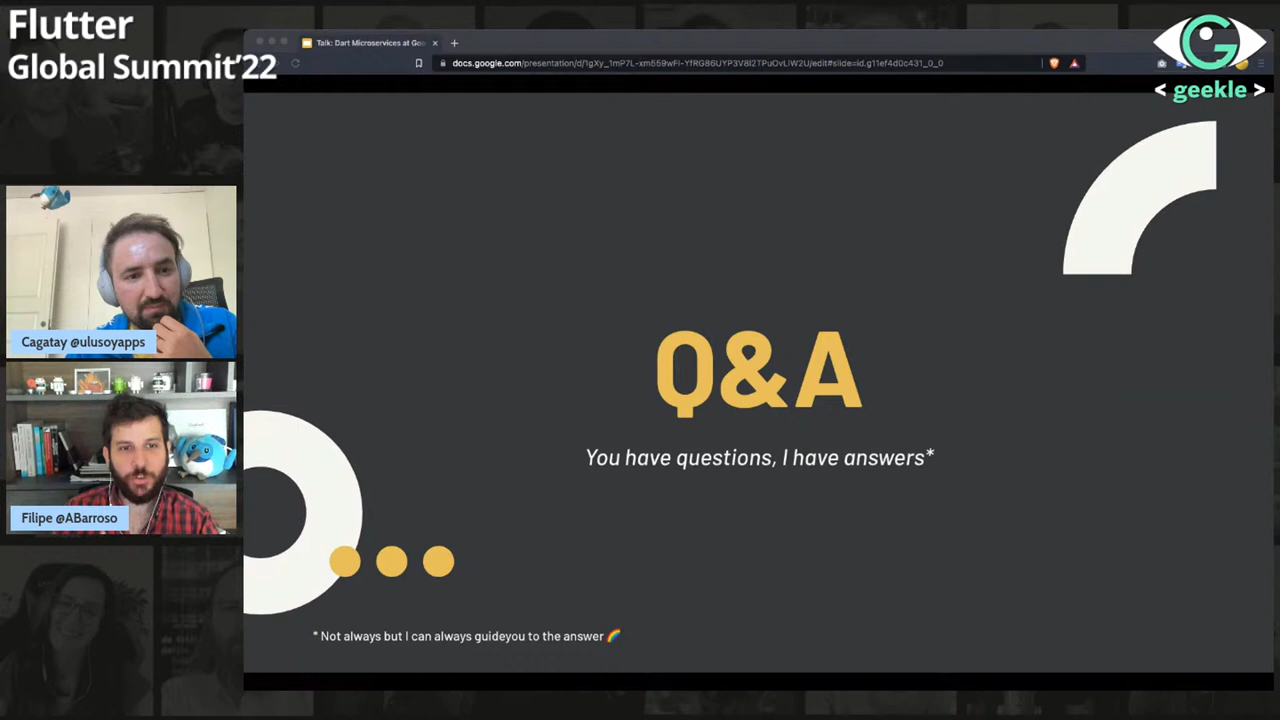 Flutter
Global Summit'22
Talk: Dart Microservices at Gee
docs.google.com/presentation/d/1gXy_1mP7L-xm559wFI-YfRG86UYP3V8I2TPuOvLIW2U/edit#slide=id.g11ef4d0c431_0_0
< geekle >
Q&A
You have questions, I have answers*
Cagatay @ulusoyapps
Filipe @ABarroso
* Not always but I can always guideyou to the answer 🌈